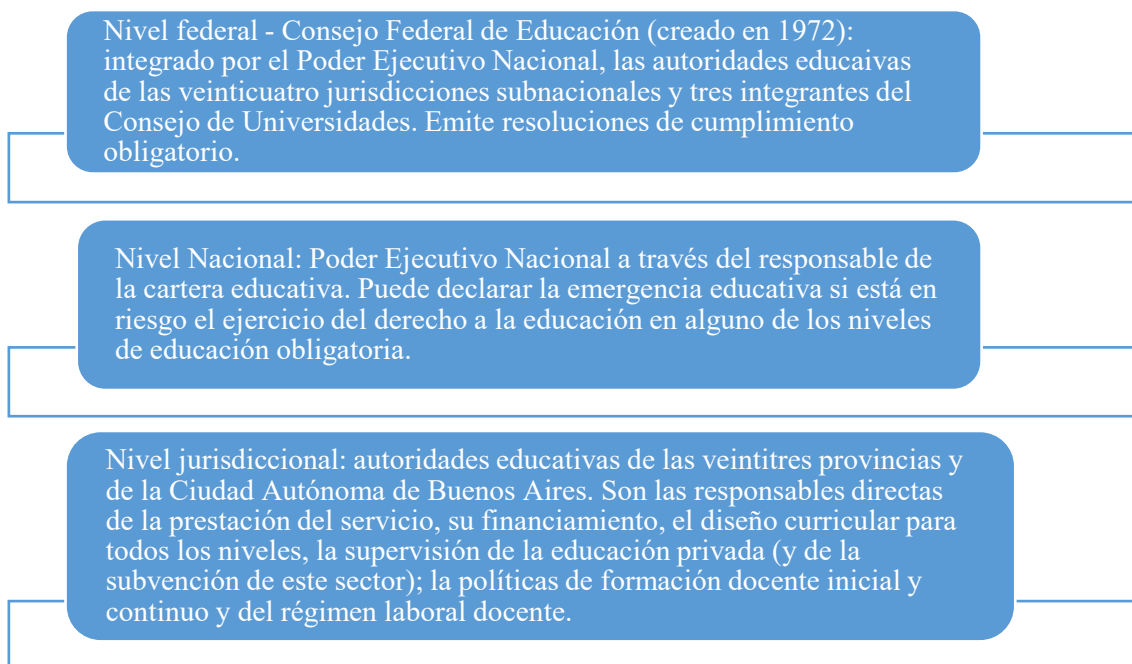 Nivel federal - Consejo Federal de Educación (creado en 1972):
integrado por el Poder Ejecutivo Nacional, las autoridades educaivas
de las veinticuatro jurisdicciones subnacionales y tres integrantes del
Consejo de Universidades. Emite resoluciones de cumplimiento
obligatorio.
Nivel Nacional: Poder Ejecutivo Nacional a través del responsable de
la cartera educativa. Puede declarar la emergencia educativa si está en
riesgo el ejercicio del derecho a la educación en alguno de los niveles
de educación obligatoria.
Nivel jurisdiccional: autoridades educativas de las veintitres provincias y
de la Ciudad Autónoma de Buenos Aires. Son las responsables directas
de la prestación del servicio, su financiamiento, el diseño curricular para
todos los niveles, la supervisión de la educación privada (y de la
subvención de este sector); la políticas de formación docente inicial y
continuo y del régimen laboral docente.